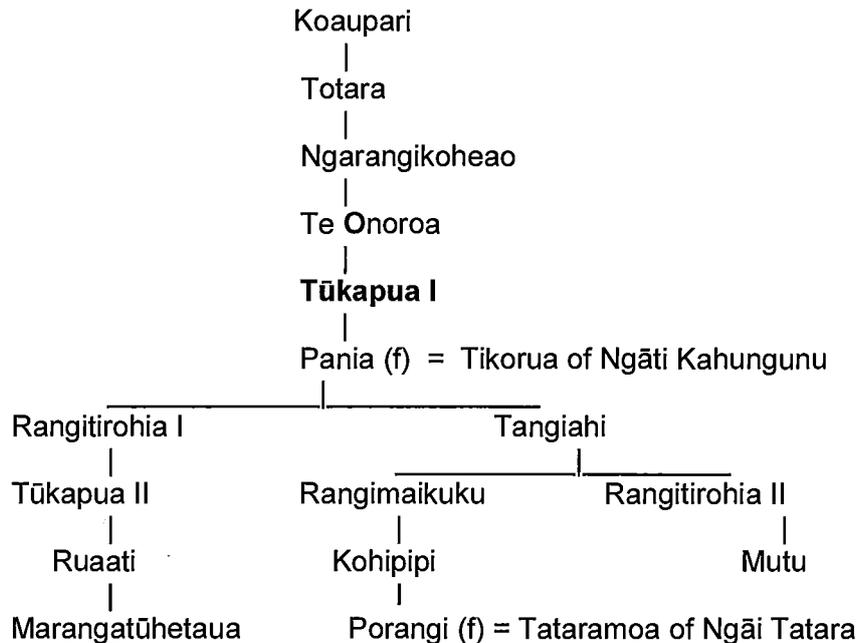 Koaupari
Totara
Ngarangikoheao
Te Onoroa
Tūkapua I
Pania (f) = Tikorua of Ngāti Kahungunu
Rangitirohia I Tangiahi
Tūkapua II Rangimaikuku Rangitirohia II
Ruaati Kohipipi Mutu
Marangatūhetaua Porangi (f) = Tataramoa of Ngāi Tatara